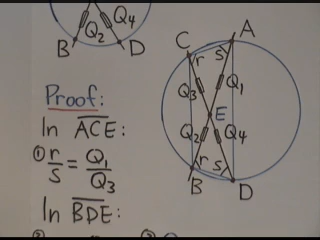 Q2 Q4
B D
A
C
r s
Q3 Q1
E
Q2 Q4
r s
B D
Proof:
In ACE:
① r/s = Q1/Q3
In BDE: